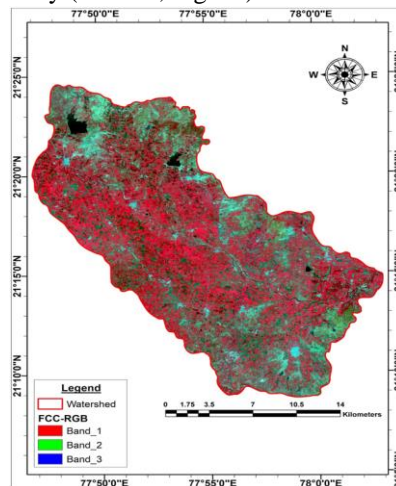 77°50'0"E 77°55'0"E 78°0'0"E
N
W E
S
21°25'0"N
21°20'0"N
21°15'0"N
21°10'0"N
Legend
Watershed
FCC-RGB
Band_1
Band_2
Band_3
0 1.75 3.5 7 10.5 14
Kilometers
77°50'0"E 77°55'0"E 78°0'0"E